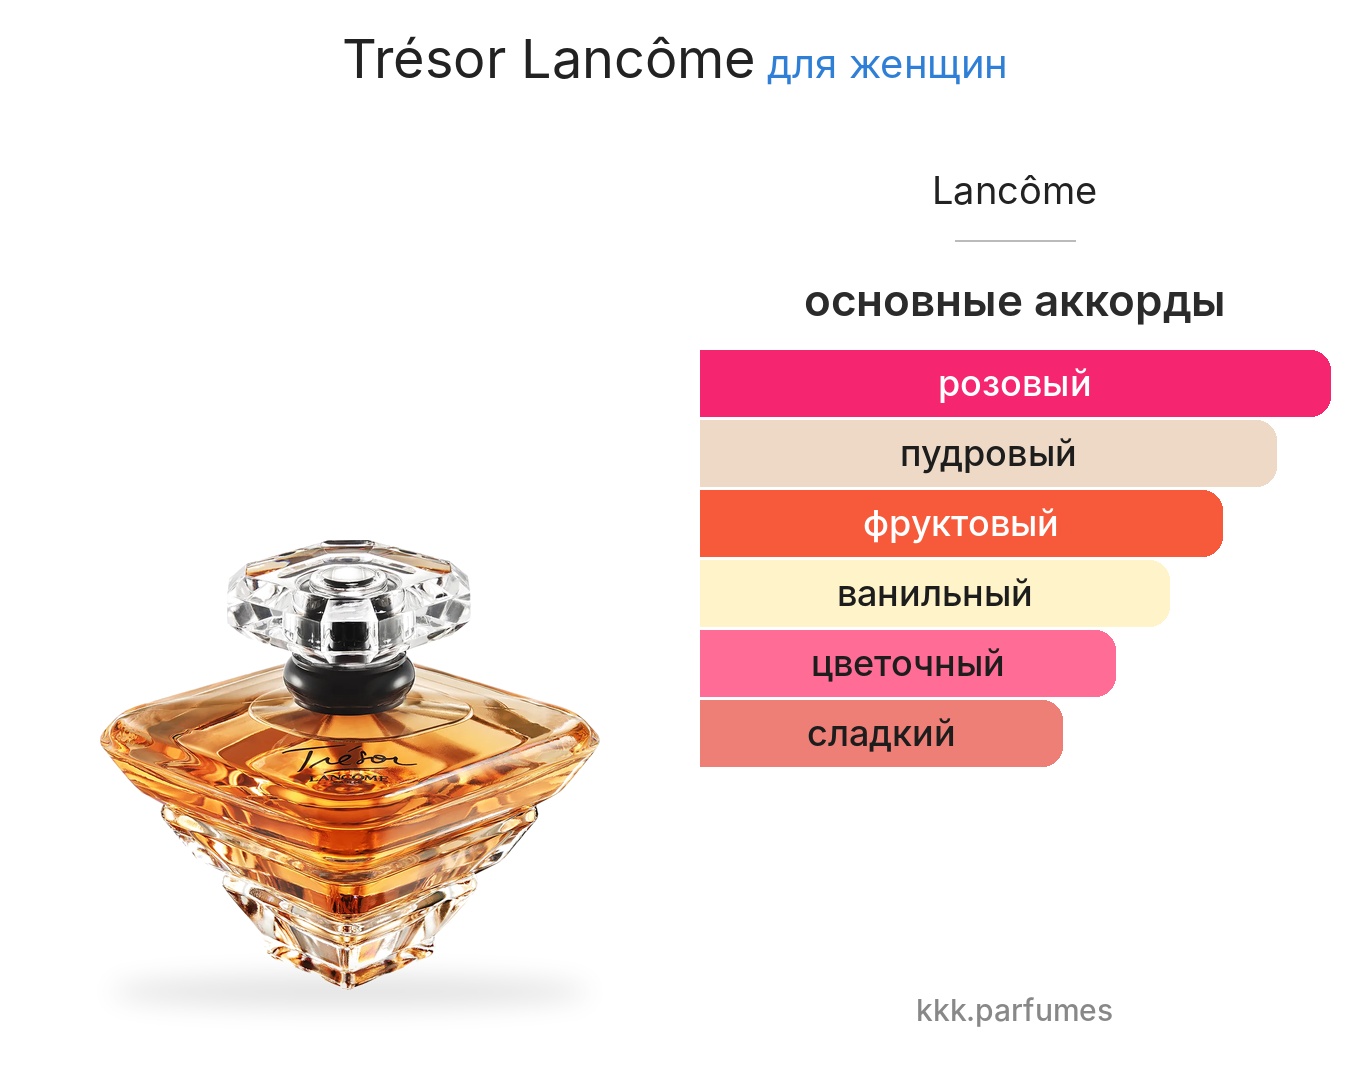 Trésor Lancôme для женщин
Lancôme
основные аккорды
розовый
пудровый
фруктовый
ванильный
цветочный
сладкий
Trésor
LANCÔME
kkk.parfumes